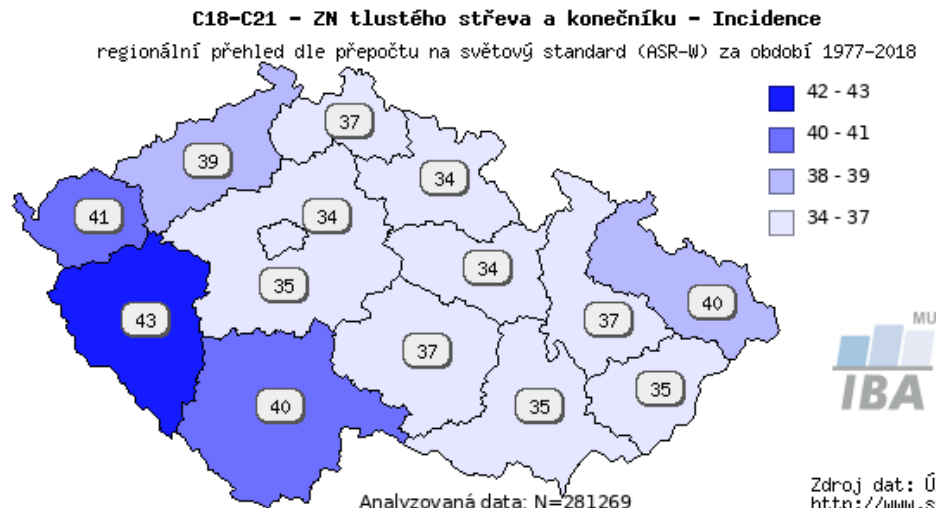 C18-C21 - ZN tlustého střeva a konečníku - Incidence
regionální přehled dle přepočtu na světový standard (ASR-W) za období 1977-2018
42 - 43
40 - 41
38 - 39
34 - 37
37
39
34
41
34
34
35
40
43
37
37
35
40
35
MU
IBA
Analyzovaná data: N=281269
Zdroj dat: Ú
http://www.s